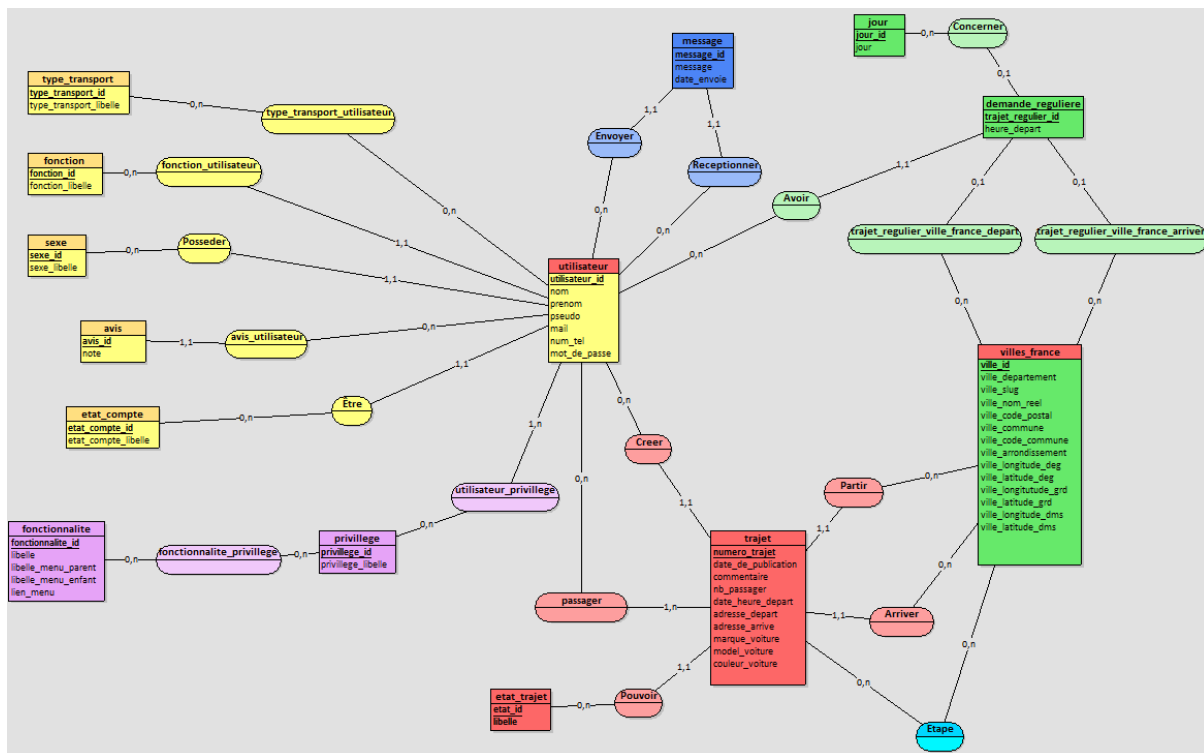 jour
jour_id
jour
0,n
Concerner
0,1
message
message_id
message
date_envoie
type_transport
type_transport_id
type_transport_libelle
0,n
type_transport_utilisateur
0,n
demande_reguliere
trajet_regulier_id
heure_depart
1,1
1,1
Envoyer
Receptionner
0,n
0,n
fonction
fonction_id
fonction_libelle
0,n
fonction_utilisateur
1,1
1,1
Avoir
0,n
0,1
0,1
trajet_regulier_ville_france_depart
trajet_regulier_ville_france_arriver
0,n
0,n
sexe
sexe_id
sexe_libelle
0,n
Posseder
1,1
utilisateur
utilisateur_id
nom
prenom
pseudo
mail
num_tel
mot_de_passe
avis
avis_id
note
1,1
avis_utilisateur
0,n
etat_compte
etat_compte_id
etat_compte_libelle
0,n
Être
1,1
villes_france
ville_id
ville_departement
ville_slug
ville_nom_reel
ville_code_postal
ville_commune
ville_code_commune
ville_arrondissement
ville_longitude_deg
ville_latitude_deg
ville_longitutude_grd
ville_latitude_grd
ville_longitude_dms
ville_latitude_dms
1,n
utilisateur_privillege
0,n
0,n
Creer
1,1
0,n
Partir
0,n
1,1
fonctionnalite
fonctionnalite_id
libelle
libelle_menu_parent
libelle_menu_enfant
lien_menu
0,n
fonctionnalite_privillege
0,n
privillege
privillege_id
privillege_libelle
trajet
numero_trajet
date_de_publication
commentaire
nb_passager
date_heure_depart
adresse_depart
adresse_arrive
marque_voiture
model_voiture
couleur_voiture
passager
1,n
1,1
Arriver
0,n
etat_trajet
etat_id
libelle
0,n
Pouvoir
1,1
0,n
0,n
Etape